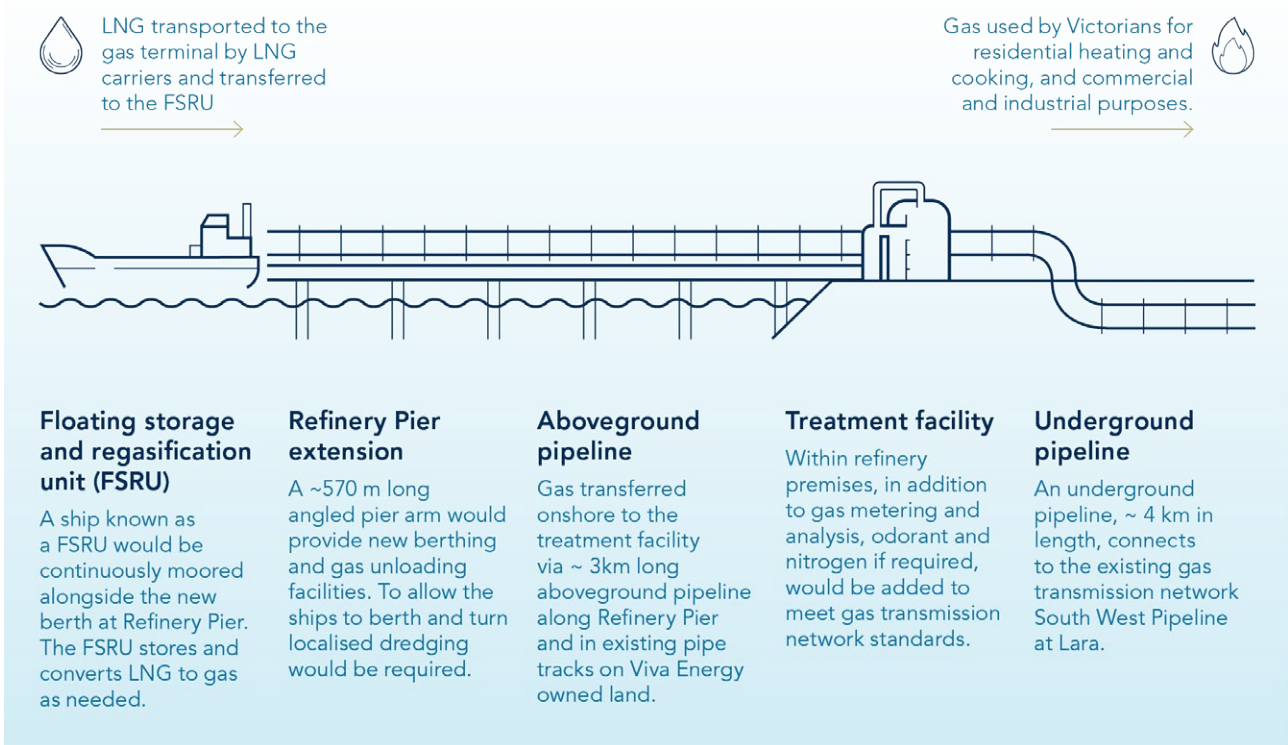 LNG transported to the
gas terminal by LNG
carriers and transferred
to the FSRU
Gas used by Victorians for
residential heating and
cooking, and commercial
and industrial purposes.
Floating storage
and regasification
unit (FSRU)
A ship known as
a FSRU would be
continuously moored
alongside the new
berth at Refinery Pier.
The FSRU stores and
converts LNG to gas
as needed.
Refinery Pier
extension
A ~570 m long
angled pier arm would
provide new berthing
and gas unloading
facilities. To allow the
ships to berth and turn
localised dredging
would be required.
Aboveground
pipeline
Gas transferred
onshore to the
treatment facility
via ~ 3km long
aboveground pipeline
along Refinery Pier
and in existing pipe
tracks on Viva Energy
owned land.
Treatment facility
Within refinery
premises, in addition
to gas metering and
analysis, odorant and
nitrogen if required,
would be added to
meet gas transmission
network standards.
Underground
pipeline
An underground
pipeline, ~ 4 km in
length, connects
to the existing gas
transmission network
South West Pipeline
at Lara.